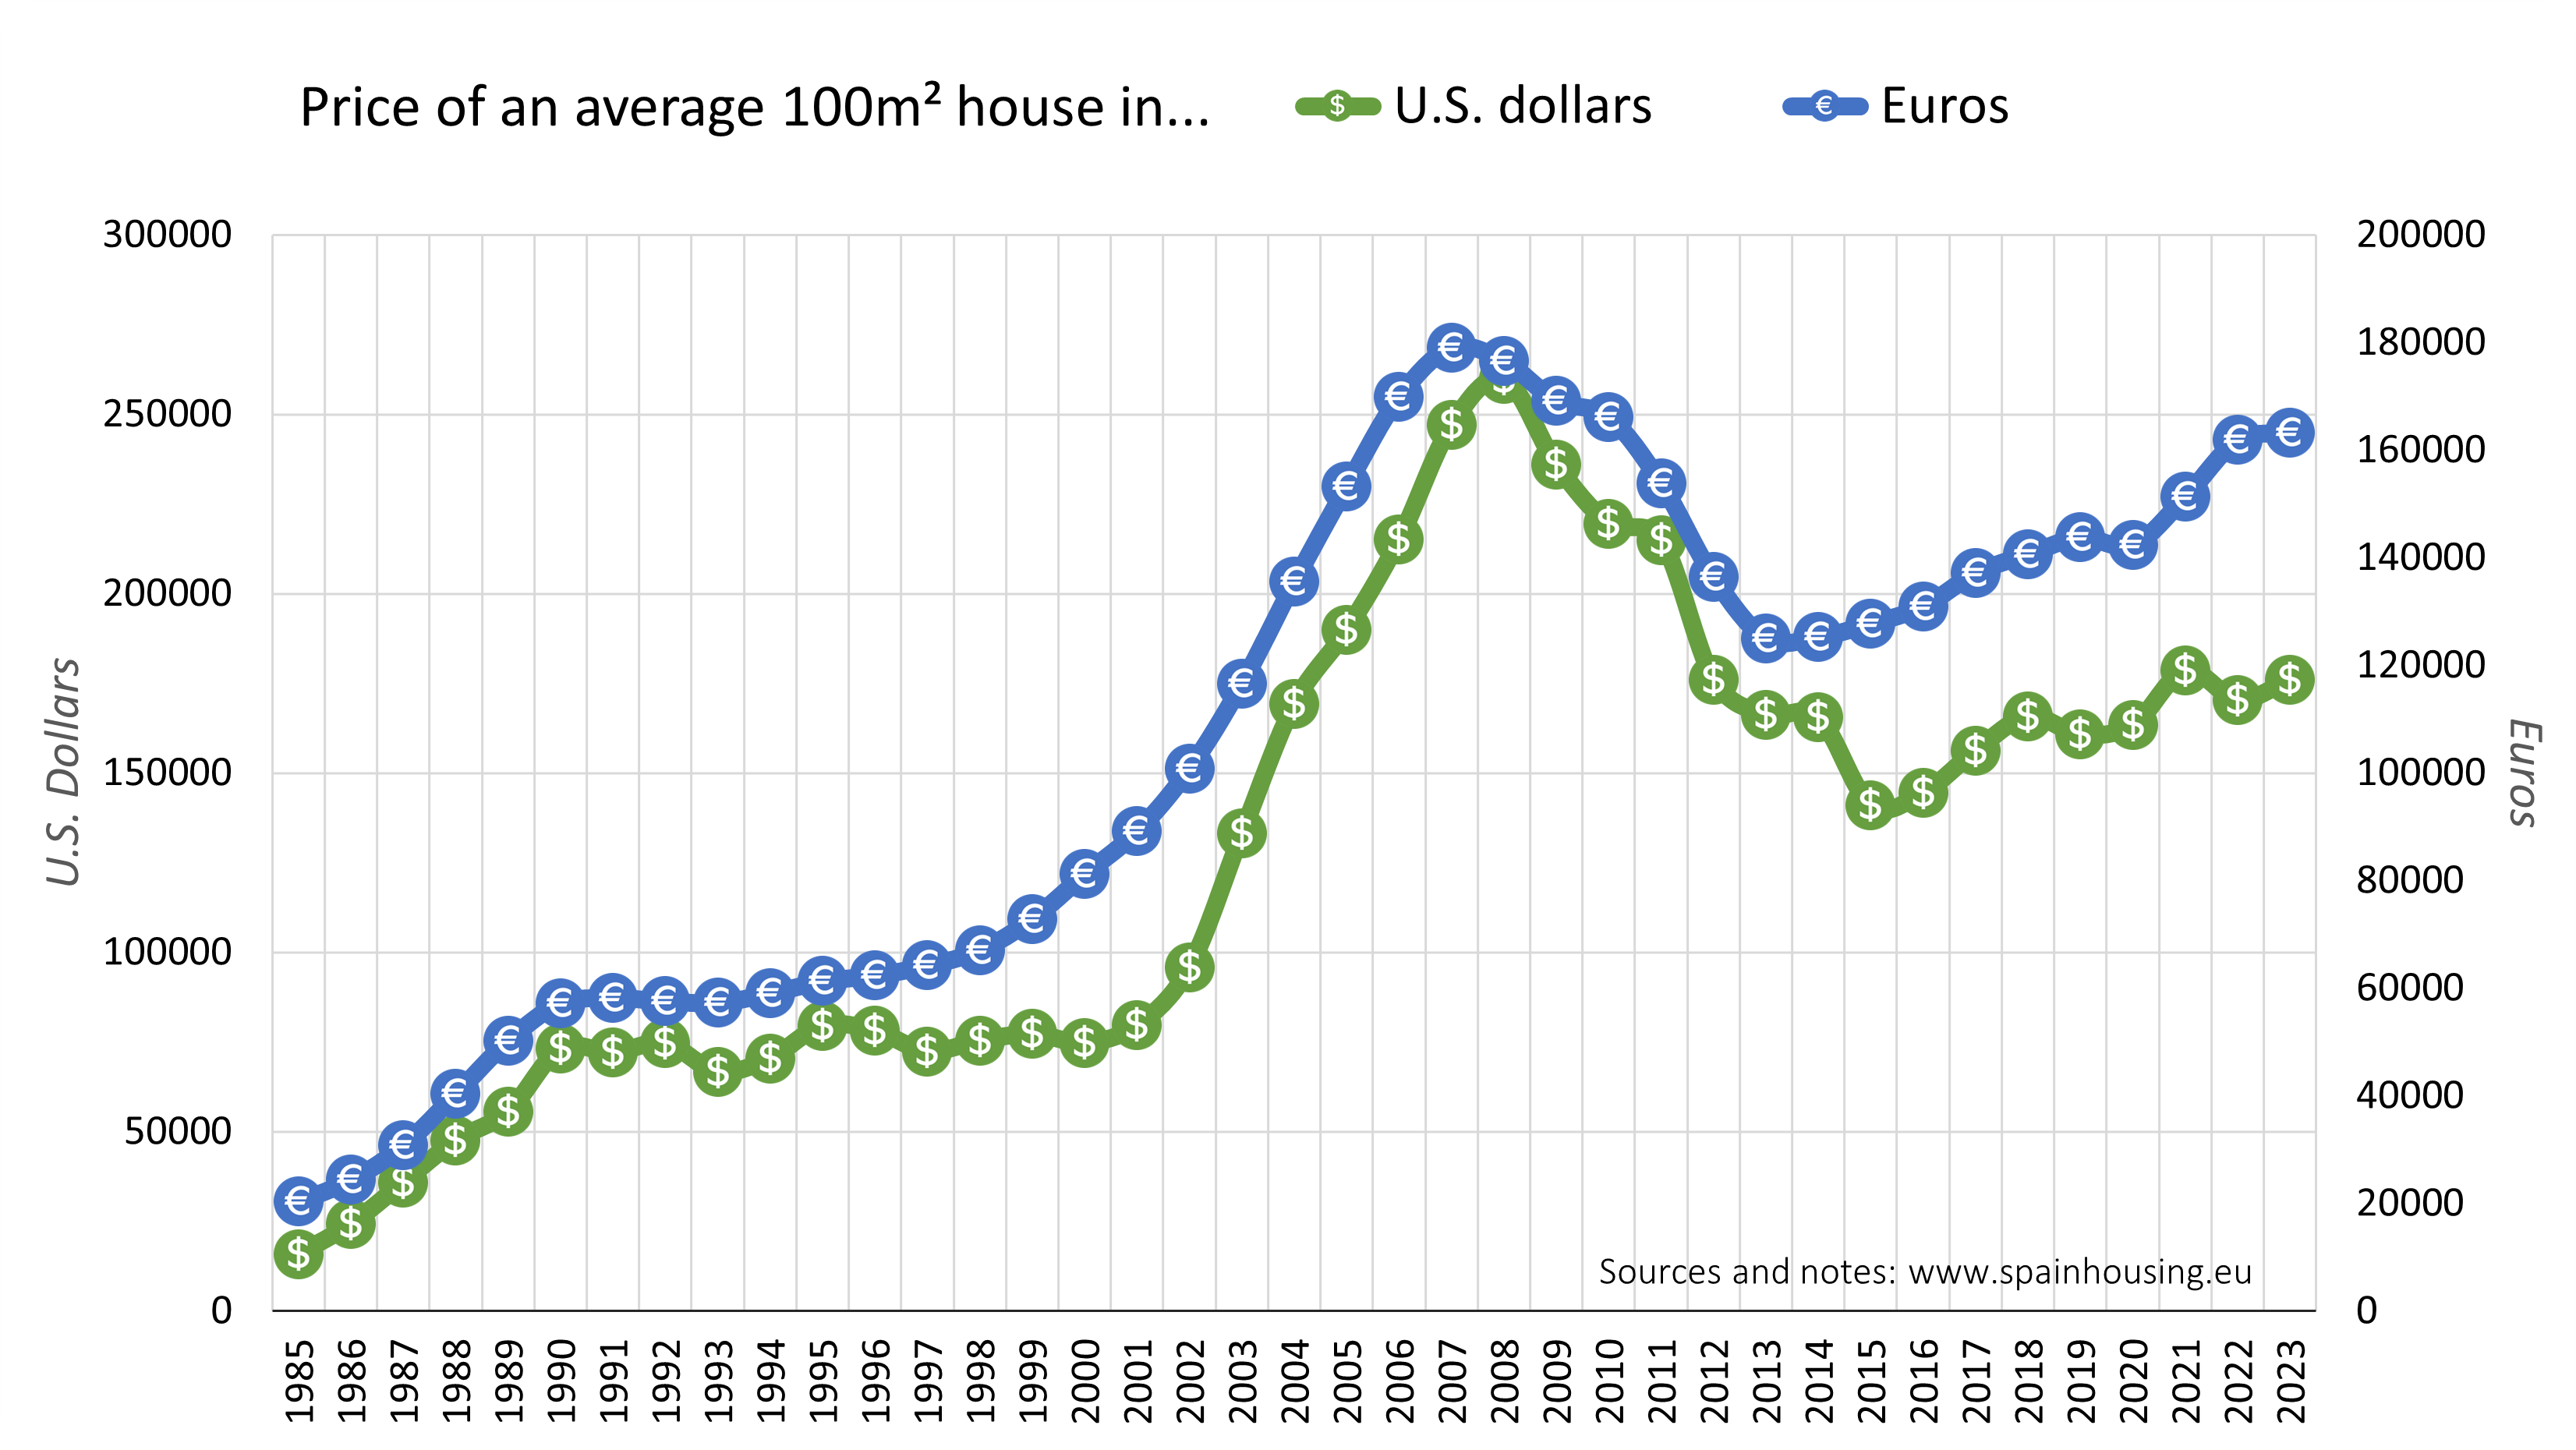 Price of an average 100m² house in...
$ U.S. dollars
€ Euros
300000
250000
200000
150000
100000
50000
0
U.S. Dollars
200000
180000
160000
140000
120000
100000
80000
60000
40000
20000
0
Euros
Sources and notes: www.spainhousing.eu
1985 1986 1987 1988 1989 1990 1991 1992 1993 1994 1995 1996 1997 1998 1999 2000 2001 2002 2003 2004 2005 2006 2007 2008 2009 2010 2011 2012 2013 2014 2015 2016 2017 2018 2019 2020 2021 2022 2023